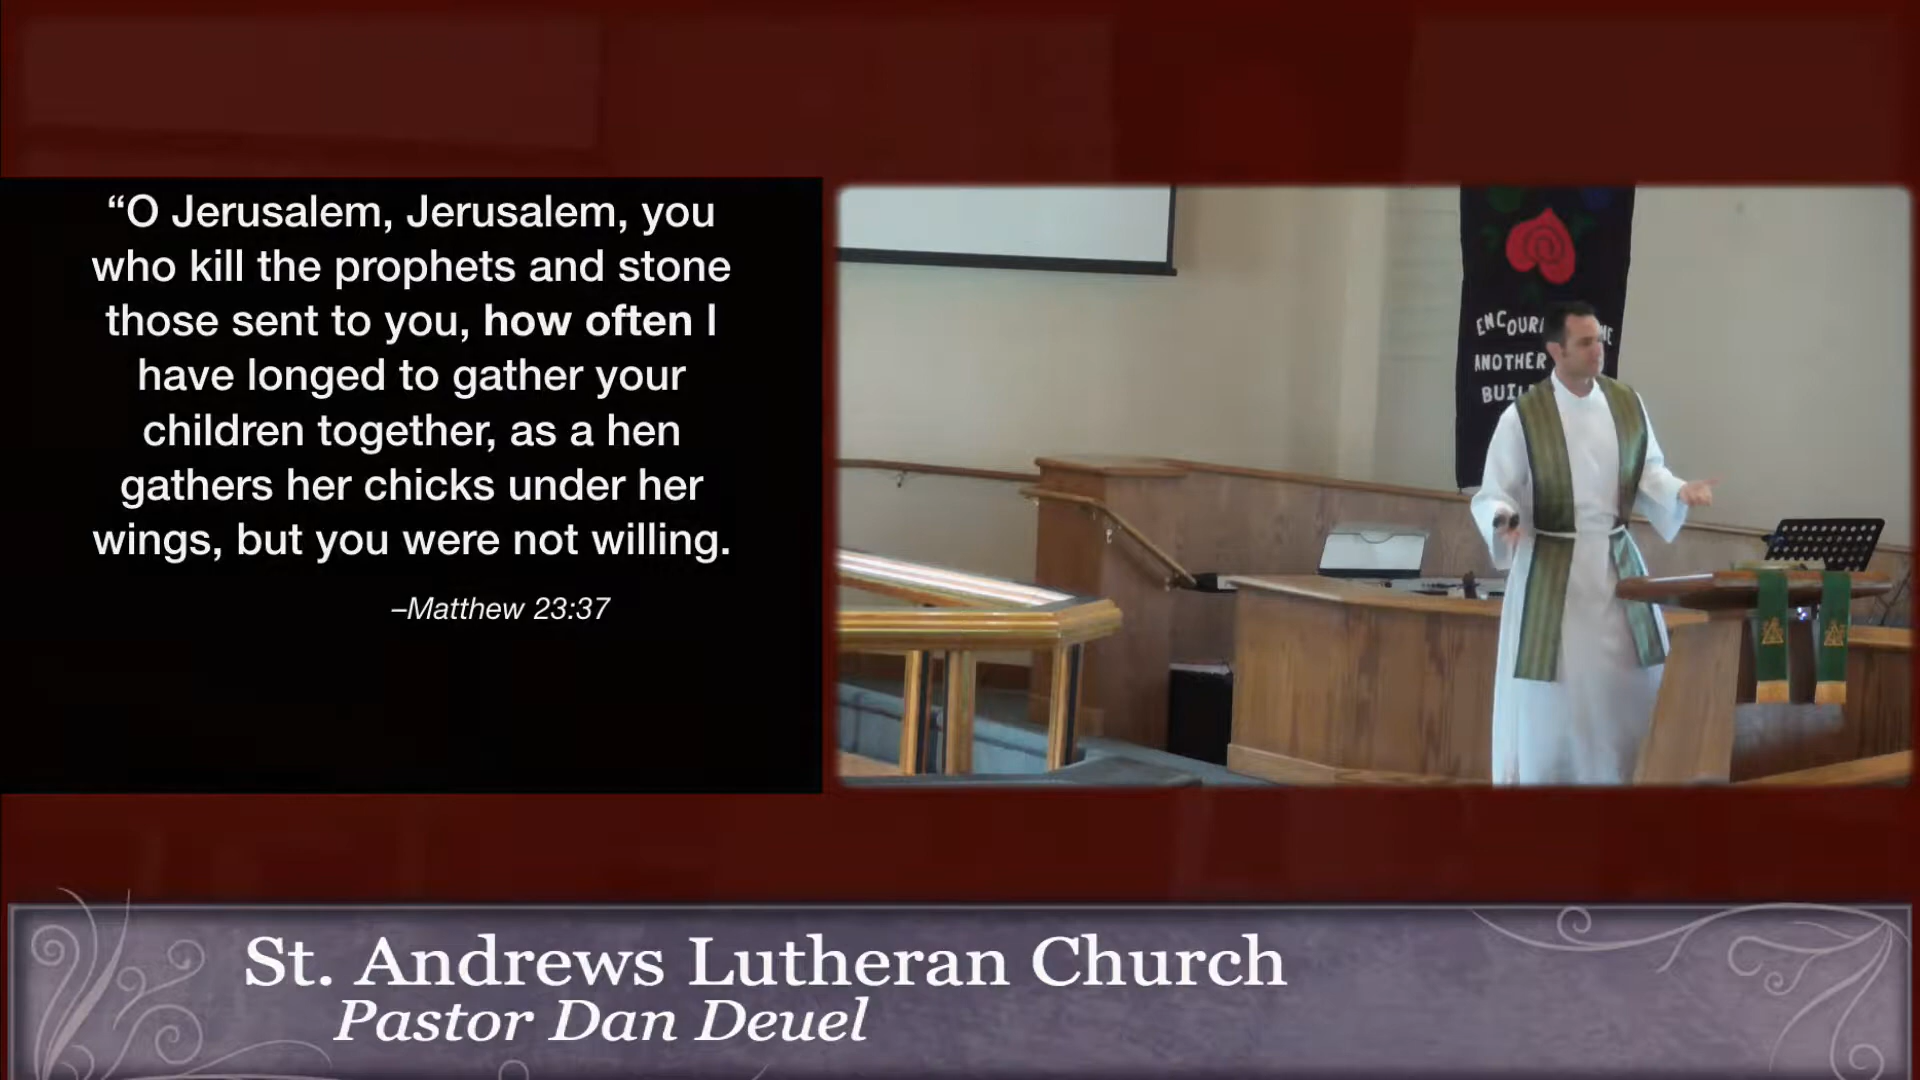 “O Jerusalem, Jerusalem, you
who kill the prophets and stone
those sent to you, how often I
have longed to gather your
children together, as a hen
gathers her chicks under her
wings, but you were not willing.
–Matthew 23:37
ANOTHER
St. Andrews Lutheran Church
Pastor Dan Deuel